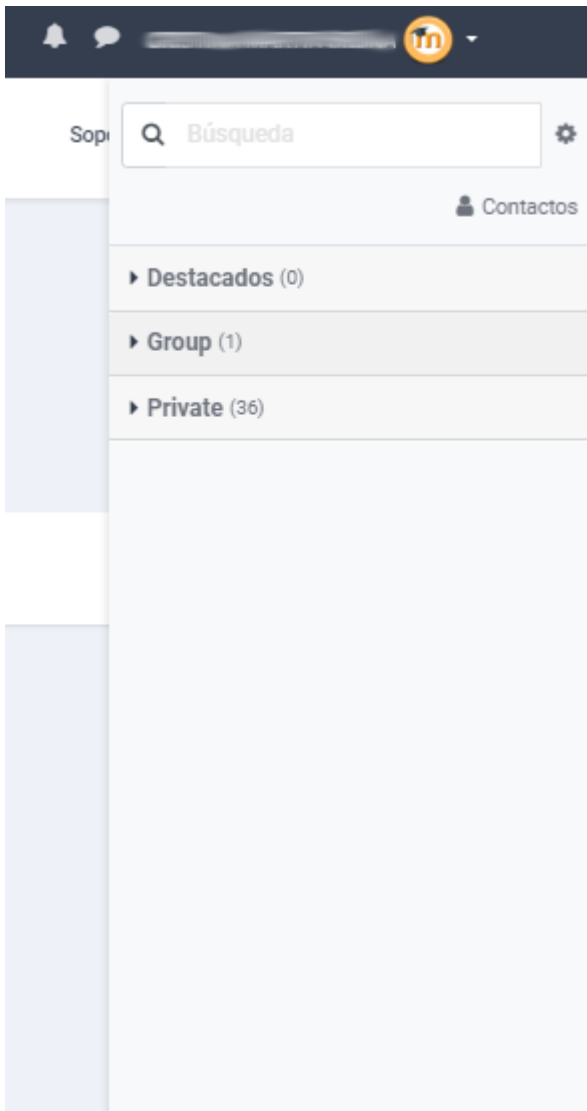 Sop
Búsqueda
Contactos
Destacados (0)
Group (1)
Private (36)